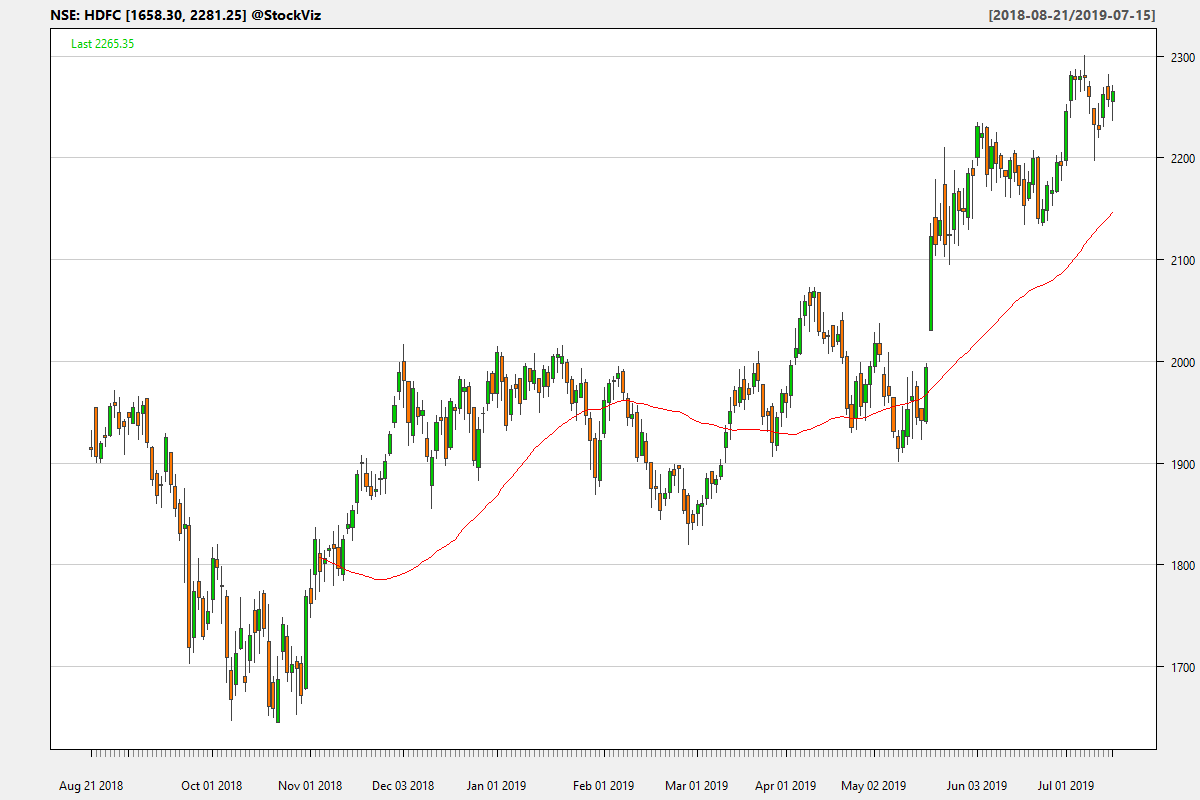 NSE: HDFC [1658.30, 2281.25] @StockViz [2018-08-21/2019-07-15]
Last 2265.35
2300
2200
2100
2000
1900
1800
1700
Aug 21 2018 Oct 01 2018 Nov 01 2018 Dec 03 2018 Jan 01 2019 Feb 01 2019 Mar 01 2019 Apr 01 2019 May 02 2019 Jun 03 2019 Jul 01 2019